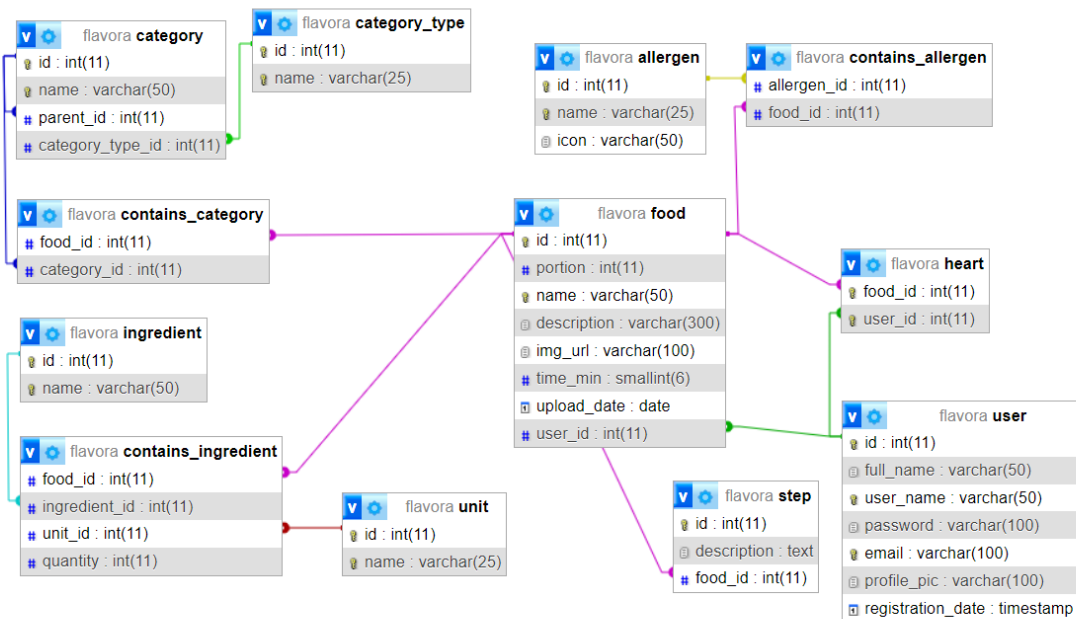 v flavora category
id : int(11)
name : varchar(50)
# parent_id : int(11)
# category_type_id : int(11)
v flavora category_type
id : int(11)
name : varchar(25)
v flavora allergen
id : int(11)
name : varchar(25)
icon : varchar(50)
v flavora contains_allergen
# allergen_id : int(11)
# food_id : int(11)
v flavora contains_category
# food_id : int(11)
# category_id : int(11)
v flavora food
id : int(11)
# portion : int(11)
name : varchar(50)
description : varchar(300)
img_url : varchar(100)
# time_min : smallint(6)
upload_date : date
# user_id : int(11)
v flavora heart
food_id : int(11)
user_id : int(11)
v flavora ingredient
id : int(11)
name : varchar(50)
v flavora contains_ingredient
# food_id : int(11)
# ingredient_id : int(11)
# unit_id : int(11)
# quantity : int(11)
v flavora unit
id : int(11)
name : varchar(25)
v flavora step
id : int(11)
description : text
# food_id : int(11)
v flavora user
id : int(11)
full_name : varchar(50)
user_name : varchar(50)
password : varchar(100)
email : varchar(100)
profile_pic : varchar(100)
registration_date : timestamp